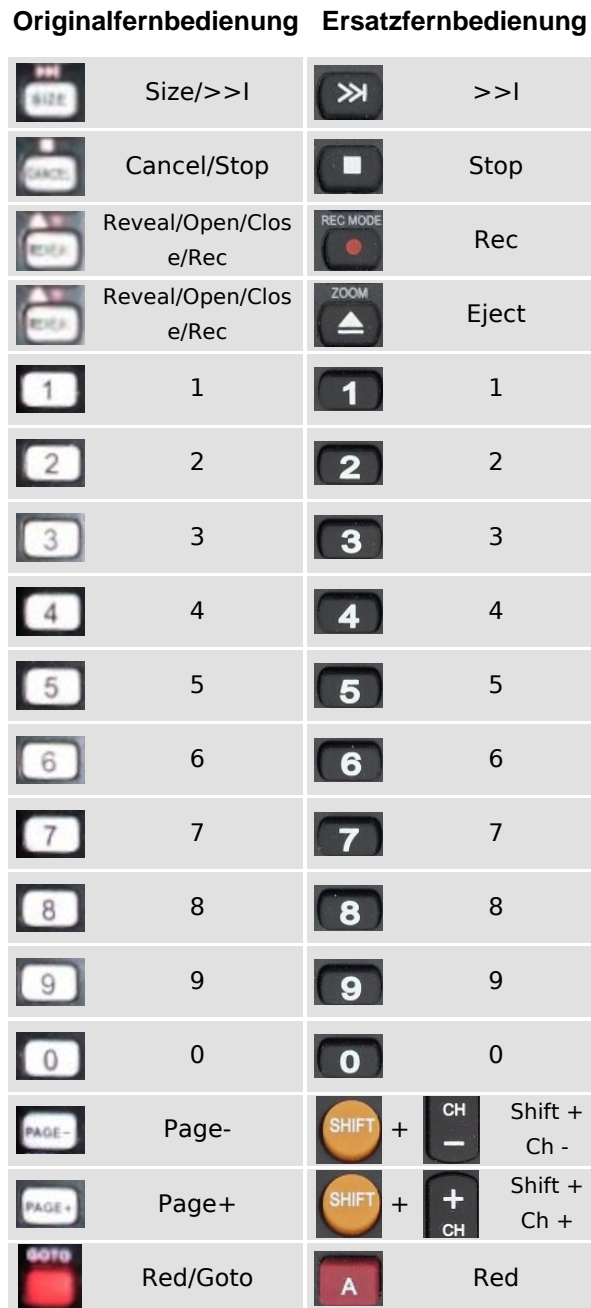 Originalfernbedienung Ersatzfernbedienung
SIZE Size/>>I >>I
CANCEL Cancel/Stop Stop
Reveal/Open/Clos
e/Rec
REVEAL
REC MODE
Rec
Reveal/Open/Clos
e/Rec
REVEAL
ZOOM
Eject
1 1 1 1
2 2 2 2
3 3 3 3
4 4 4 4
5 5 5 5
6 6 6 6
7 7 7 7
8 8 8 8
9 9 9 9
0 0 0 0
PAGE- Page- SHIFT + CH - Shift +
Ch -
PAGE+ Page+ SHIFT + + CH Shift +
Ch +
GOTO Red/Goto A Red